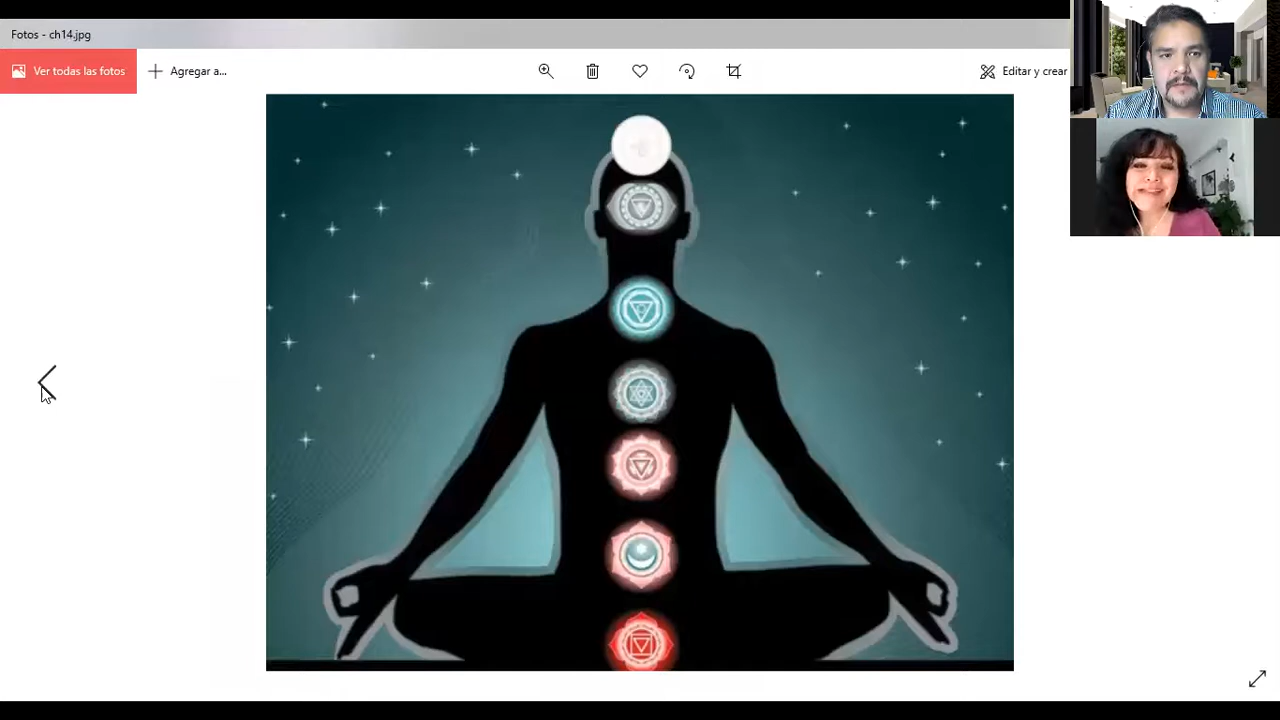 Fotos - ch14.jpg
Ver todas las fotos
Agregar a...
Editar y crear